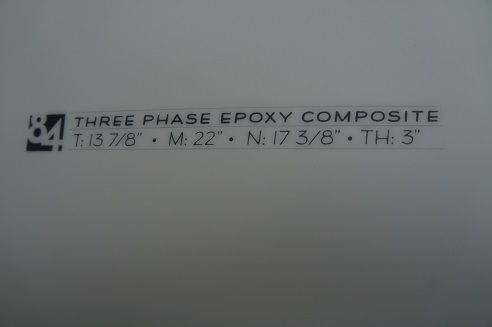 84 THREE PHASE EPOXY COMPOSITE
T: 13 7/8" • M: 22" • N: 17 3/8" • TH: 3"